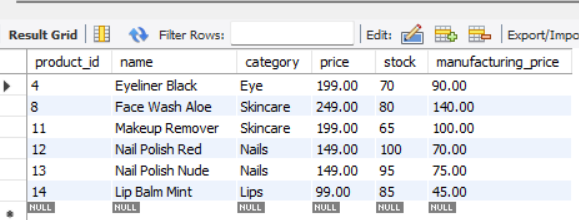 Result Grid Filter Rows: Edit: Export/Impo
product_id name category price stock manufacturing_price
4 Eyeliner Black Eye 199.00 70 90.00
8 Face Wash Aloe Skincare 249.00 80 140.00
11 Makeup Remover Skincare 199.00 65 100.00
12 Nail Polish Red Nails 149.00 100 70.00
13 Nail Polish Nude Nails 149.00 95 75.00
14 Lip Balm Mint Lips 99.00 85 45.00
NULL NULL NULL NULL NULL NULL